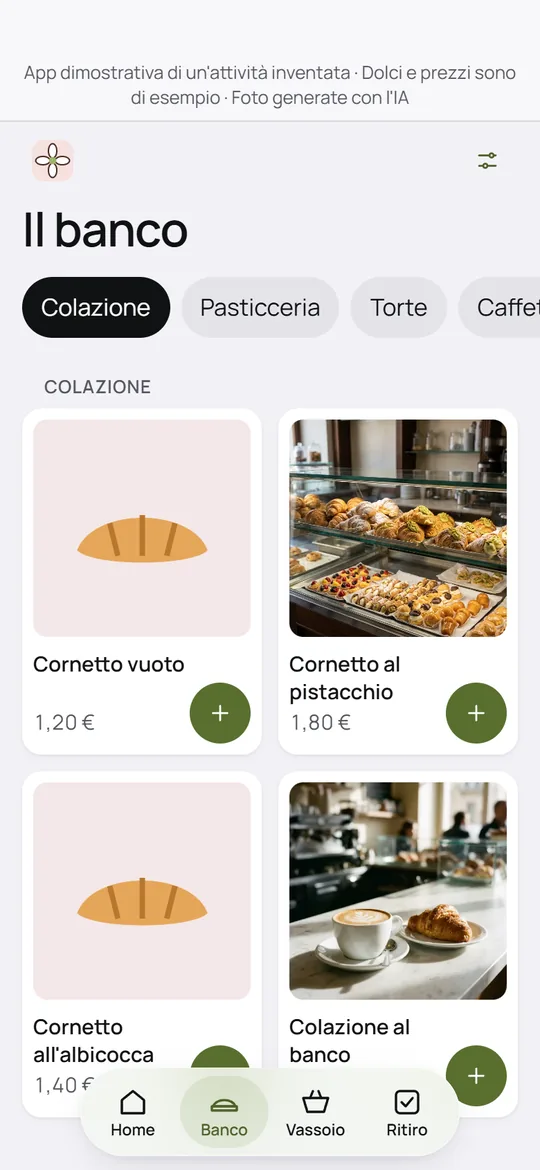 App dimostrativa di un'attività inventata · Dolci e prezzi sono
di esempio · Foto generate con l'IA
Il banco
Colazione
Pasticceria
Torte
COLAZIONE
Cornetto vuoto
1,20 €
Cornetto al
pistacchio
1,80 €
Cornetto
all'albicocca
1,40 €
Colazione al
banco
Home
Banco
Vassoio
Ritiro